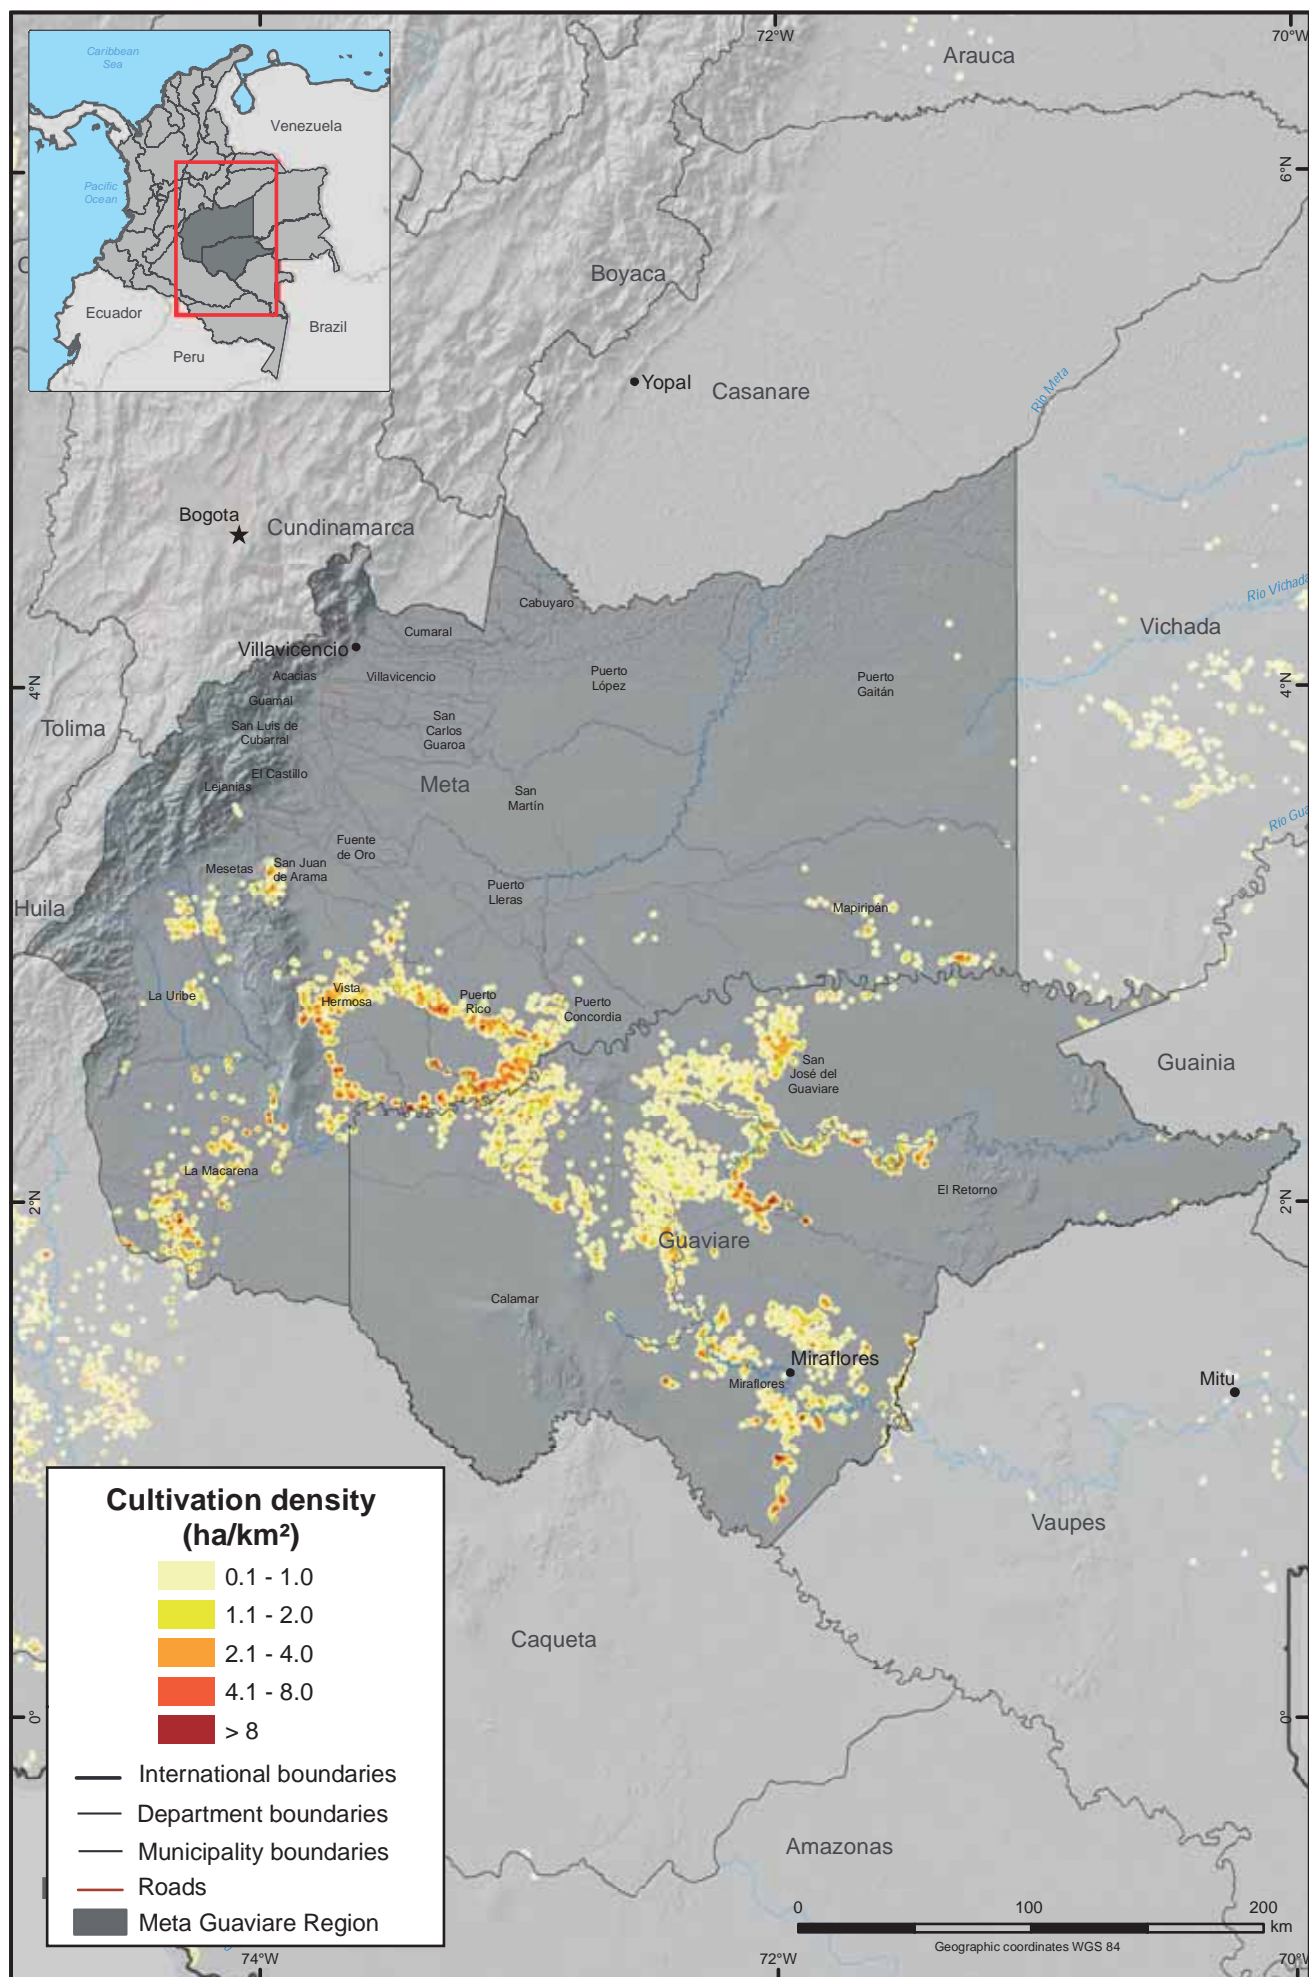 72°W
70°W
Arauca
Caribbean
Sea
Venezuela
Pacific
Ocean
Ecuador
Brazil
Peru
6°N
Boyaca
Yopal
Casanare
Rio Meta
Bogota
Cundinamarca
Rio Vichada
Cabuyaro
Cumaral
Vichada
Villavicencio
Acacias
Villavicencio
Puerto
López
Puerto
Gaitán
4°N
4°N
Guamal
Tolima
San Luis de
Cubarral
San
Carlos
Guaroa
El Castillo
Lejanias
Meta
San
Martín
Rio Gua
Fuente
de Oro
Mesetas
San Juan
de Arama
Puerto
Lleras
Huila
Mapiripán
La Uribe
Vista
Hermosa
Puerto
Rico
Puerto
Concordia
San
José del
Guaviare
Guainia
La Macarena
El Retorno
2°N
2°N
Guaviare
Calamar
Miraflores
Miraflores
Mitu
Vaupes
Caqueta
0°
0°
Amazonas
Cultivation density
(ha/km²)
0.1 - 1.0
1.1 - 2.0
2.1 - 4.0
4.1 - 8.0
> 8
International boundaries
Department boundaries
Municipality boundaries
Roads
Meta Guaviare Region
0 100 200
km
Geographic coordinates WGS 84
74°W
72°W
70°W